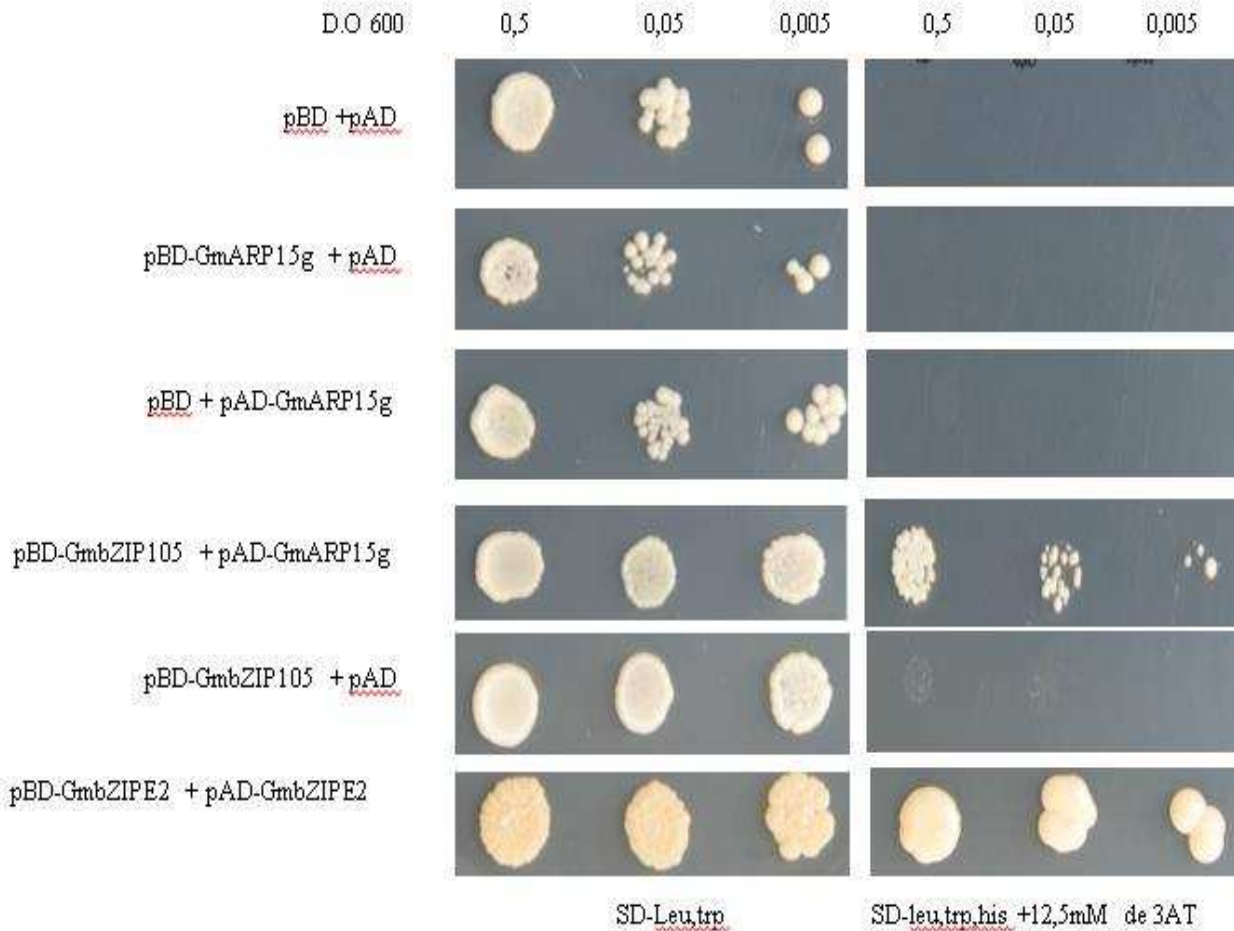 D.O 600 0,5 0,05 0,005 0,5 0,05 0,005
pBD +pAD
pBD-GmARP15g + pAD
pBD + pAD-GmARP15g
pBD-GmbZIP105 + pAD-GmARP15g
pBD-GmbZIP105 + pAD
pBD-GmbZIPE2 + pAD-GmbZIPE2
SD-Leu,trp SD-leu,trp,his +12,5mM de 3AT